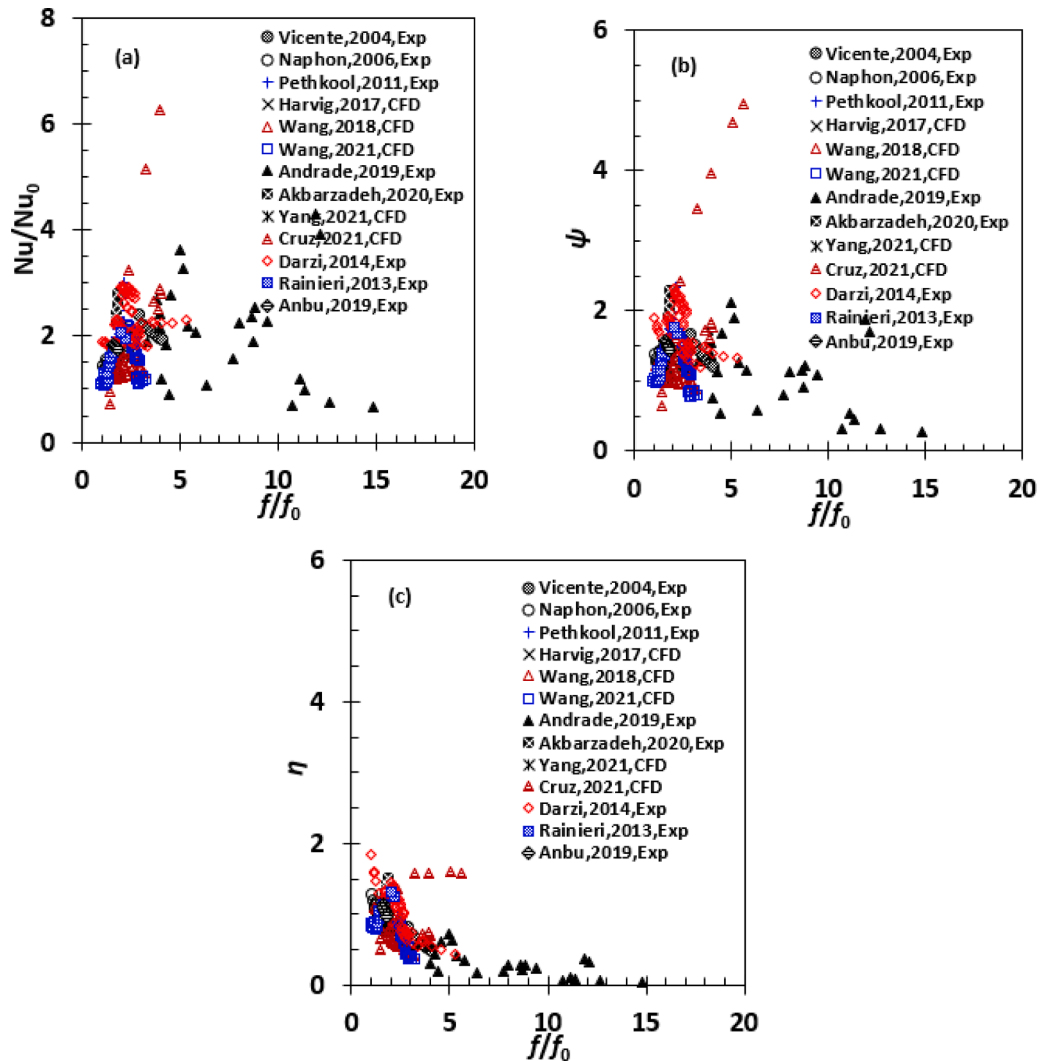 (a)
8
6
4
2
0
Nu/Nu0
Vicente,2004,Exp
Naphon,2006,Exp
Pethkool,2011,Exp
Harvig,2017,CFD
Wang,2018,CFD
Wang,2021,CFD
Andrade,2019,Exp
Akbarzadeh,2020,Exp
Yang,2021,CFD
Cruz,2021,CFD
Darzi,2014,Exp
Rainieri,2013,Exp
Anbu,2019,Exp
0 5 10 15 20
f/f0
(b)
6
4
2
0
ψ
Vicente,2004,Exp
Naphon,2006,Exp
Pethkool,2011,Exp
Harvig,2017,CFD
Wang,2018,CFD
Wang,2021,CFD
Andrade,2019,Exp
Akbarzadeh,2020,Exp
Yang,2021,CFD
Cruz,2021,CFD
Darzi,2014,Exp
Rainieri,2013,Exp
Anbu,2019,Exp
0 5 10 15 20
f/f0
(c)
6
4
2
0
η
Vicente,2004,Exp
Naphon,2006,Exp
Pethkool,2011,Exp
Harvig,2017,CFD
Wang,2018,CFD
Wang,2021,CFD
Andrade,2019,Exp
Akbarzadeh,2020,Exp
Yang,2021,CFD
Cruz,2021,CFD
Darzi,2014,Exp
Rainieri,2013,Exp
Anbu,2019,Exp
0 5 10 15 20
f/f0